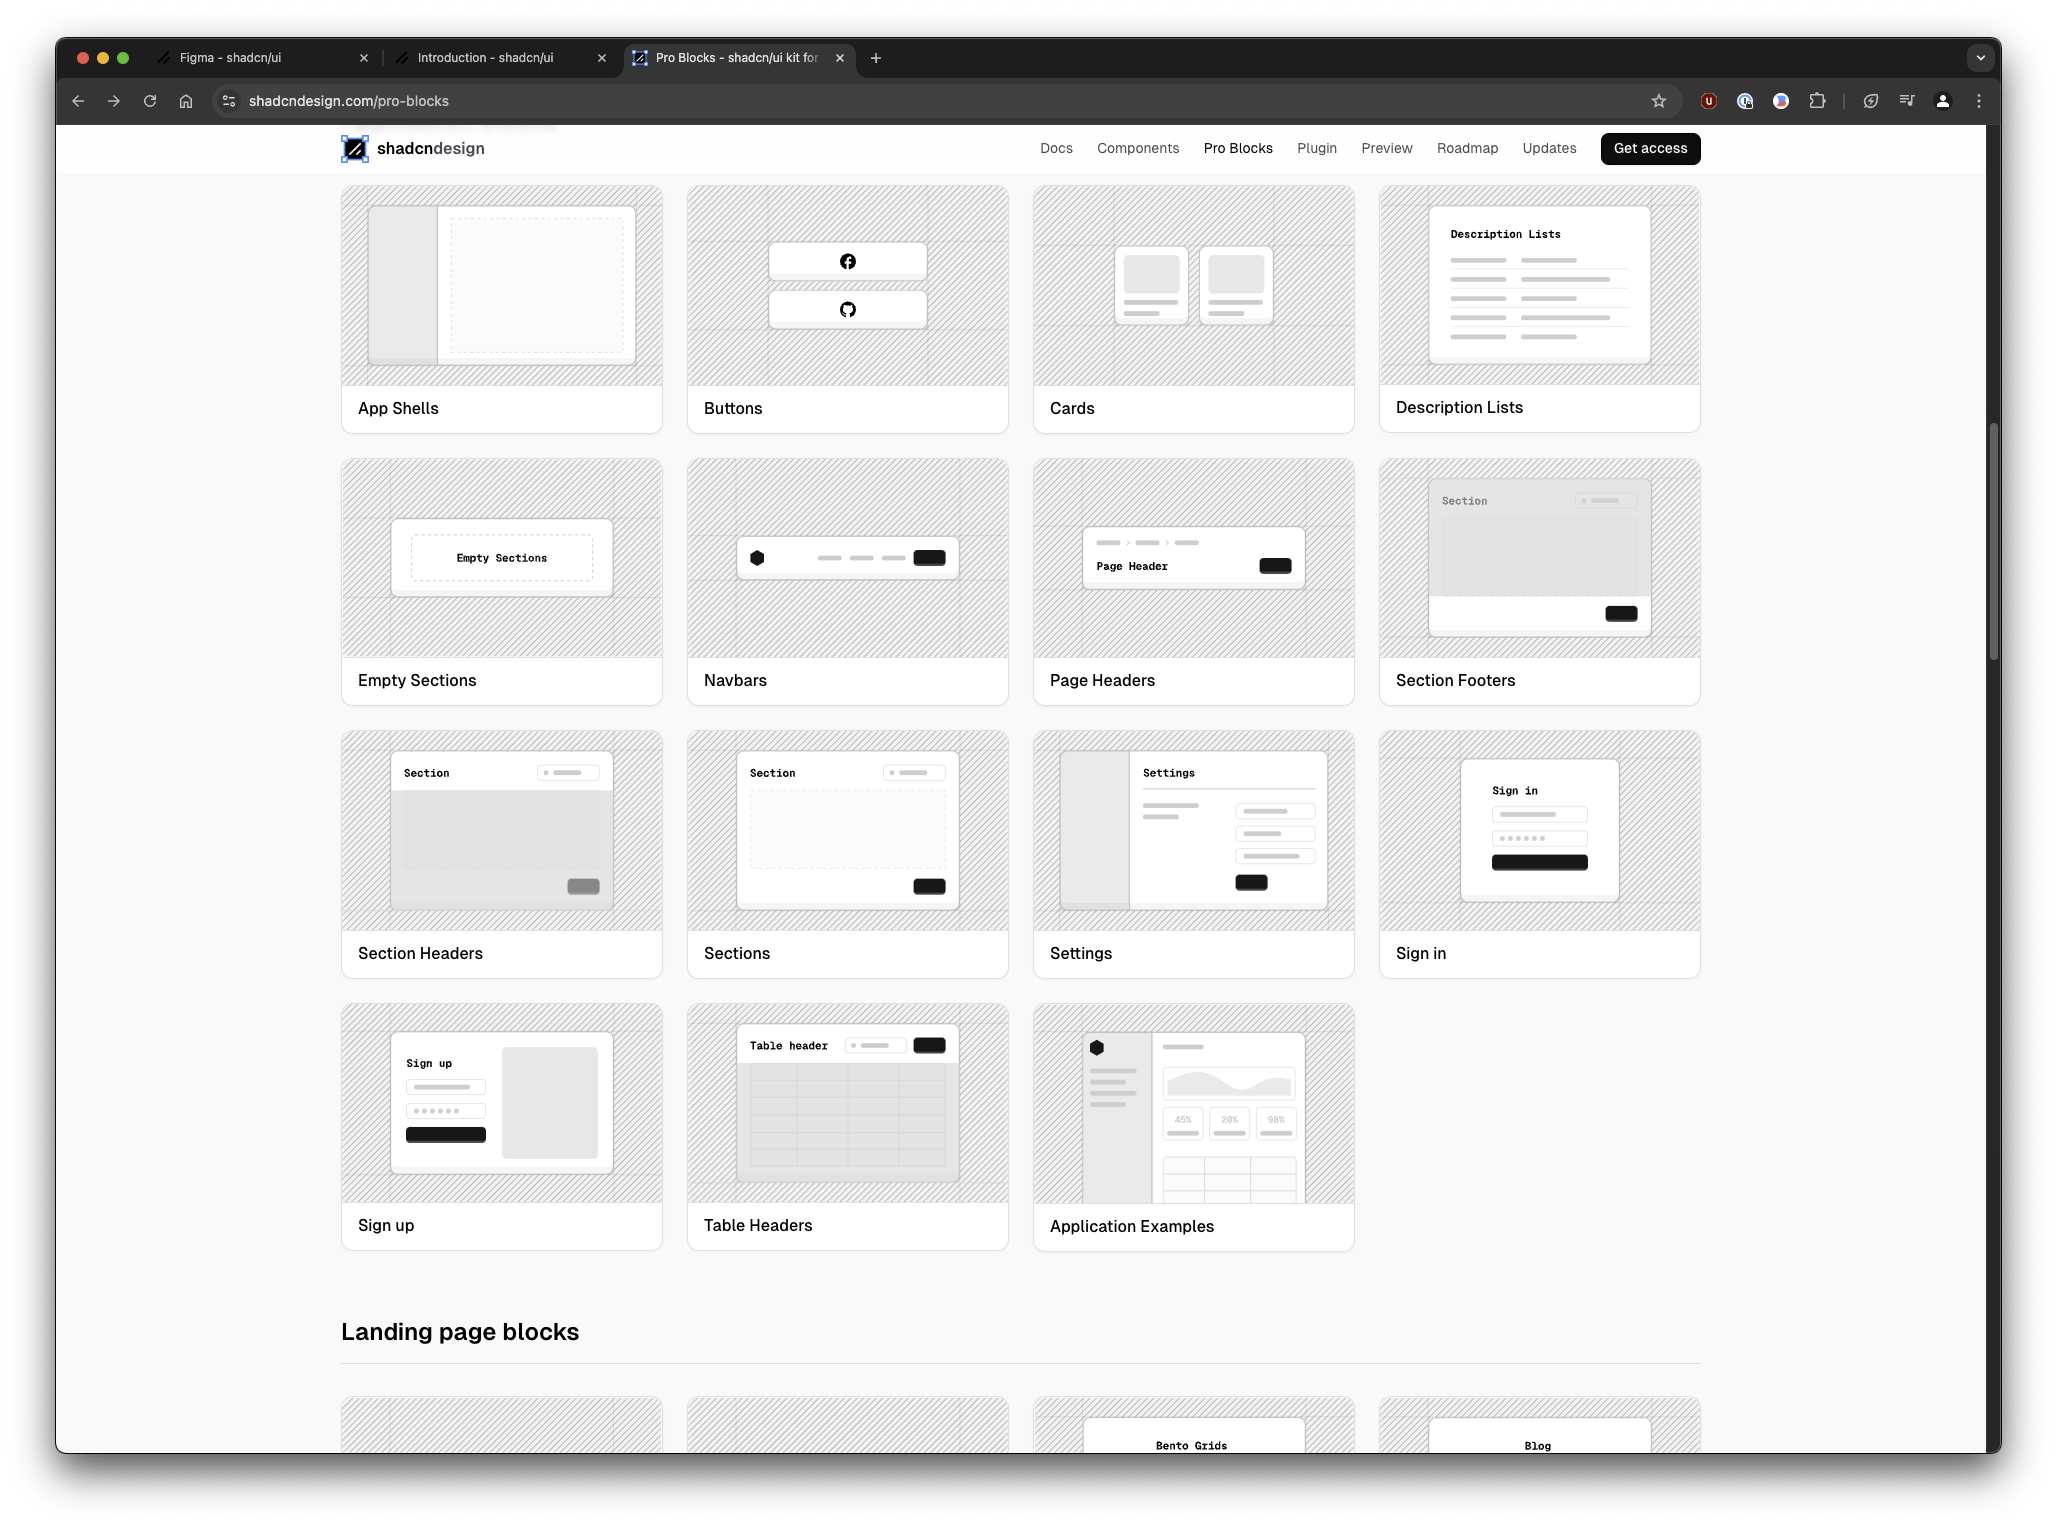 Figma - shadcn/ui
Introduction - shadcn/ui
Pro Blocks - shadcn/ui kit for
shadcndesign.com/pro-blocks
shadcndesign
Docs
Components
Pro Blocks
Plugin
Preview
Roadmap
Updates
Get access
App Shells
Buttons
Cards
Description Lists
Description Lists
Empty Sections
Empty Sections
Navbars
Page Header
Page Headers
Section
Section Footers
Section
Section Headers
Section
Sections
Settings
Settings
Sign in
Sign in
Sign up
Sign up
Table header
Table Headers
45%
20%
98%
Application Examples
Landing page blocks
Bento Grids
Blog